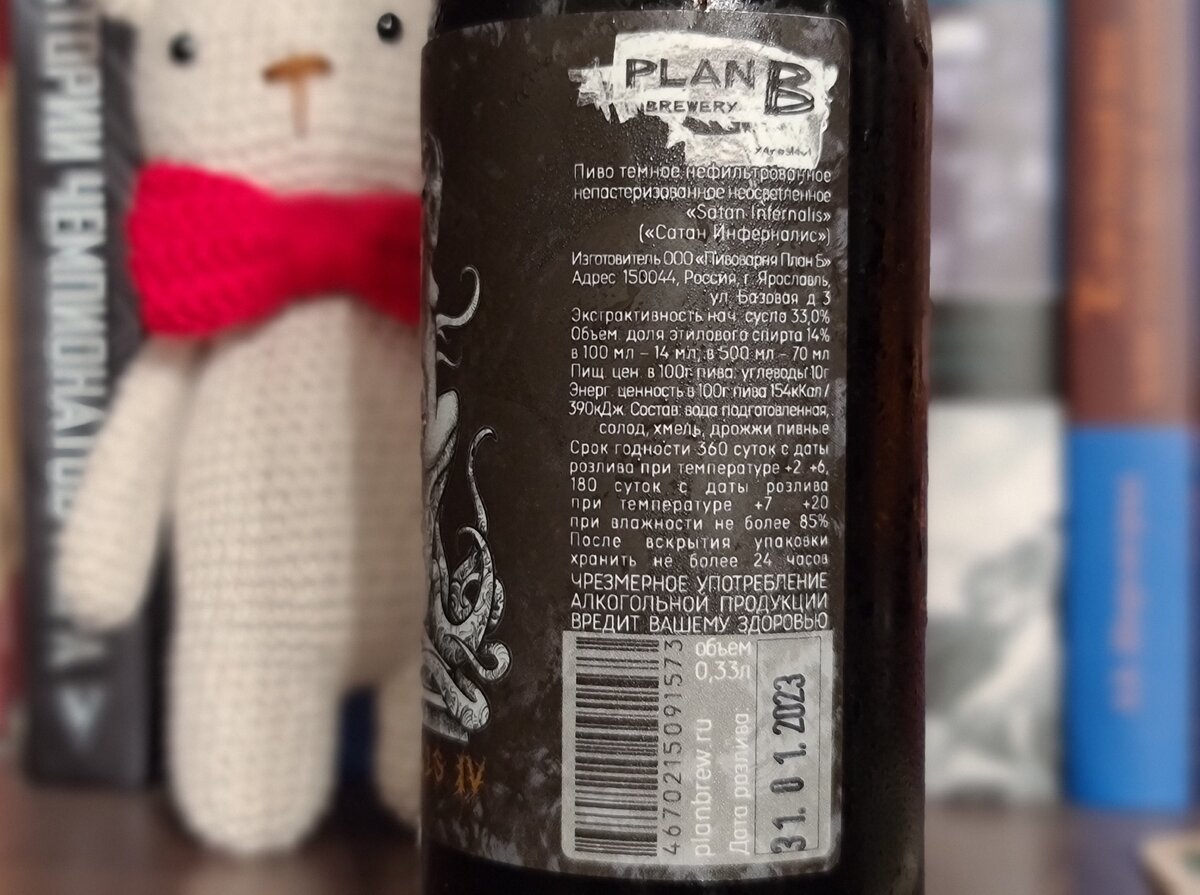 PLAN B
BREWERY
Yaroslavl
Пиво темное нефильтрованное
непастеризованное неосветленное
«Satan Infernalis»
(«Сатан Инферналис»)
Изготовитель ООО «Пивоварня План Б»
Адрес 150044, Россия, г. Ярославль,
ул. Базовая д 3
Экстрактивность нач. сусла 33,0%
Объем. доля этилового спирта 14%
в 100 мл – 14 мл, в 500 мл – 70 мл
Пищ. цен. в 100г. пива: углеводы 10г
Энерг. ценность в 100г пива 154кКал/
390кДж. Состав: вода подготовленная,
солод, хмель, дрожжи пивные
Срок годности 360 суток с даты
розлива при температуре +2 +6,
180 суток с даты розлива
при температуре +7 +20
при влажности не более 85%
После вскрытия упаковки
хранить не более 24 часов
ЧРЕЗМЕРНОЕ УПОТРЕБЛЕНИЕ
АЛКОГОЛЬНОЙ ПРОДУКЦИИ
ВРЕДИТ ВАШЕМУ ЗДОРОВЬЮ
объем
0,33л
4670215091573
planbrew.ru
Дата розлива
31.01.2023
IV
ЧЕМПИОНАТОВ